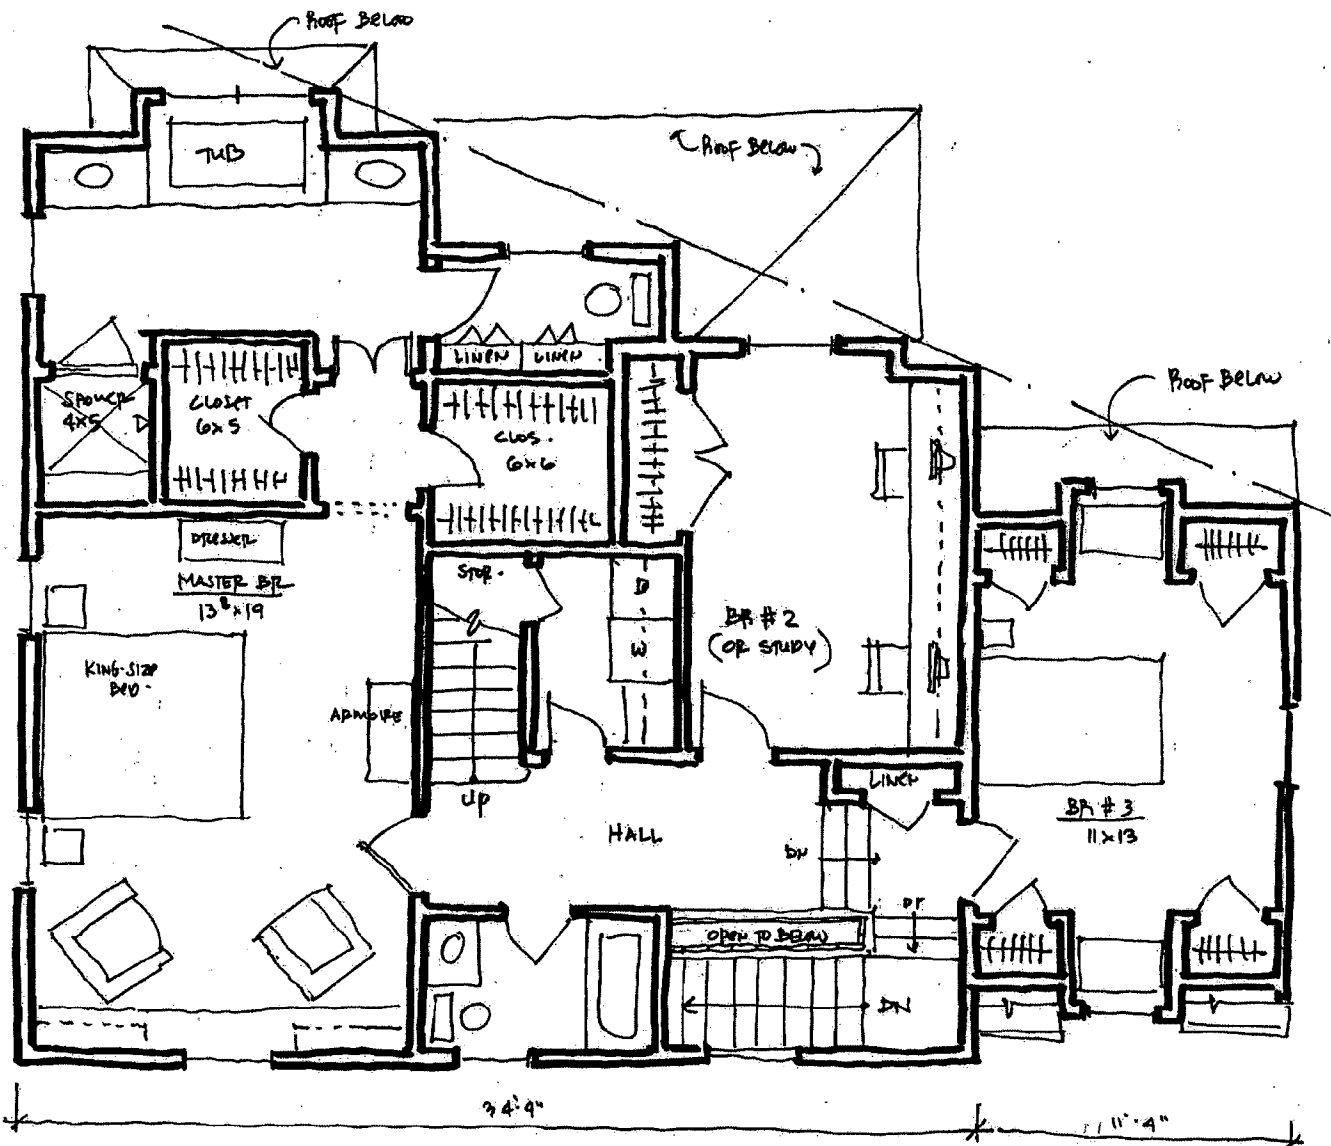 ROOF BELOW
TUB
ROOF BELOW
LINEN LINEN
ROOF BELOW
SHOWER
4x5
CLOSET
6x5
CLOS.
6x6
DRESSER
MASTER BR
13⁸x19
STOR.
D
W
BR #2
(OR STUDY)
KING-SIZE
BED.
ARMOIRE
UP
LINEN
BR #3
11x13
HALL
DN
OPEN TO BELOW
DN
34'-4"
11'-4"